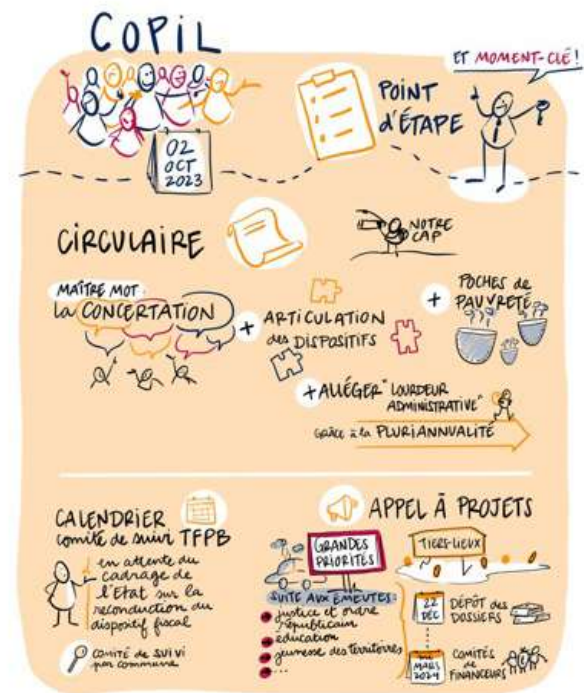 COPIL
02
OCT
2023
POINT
d'ÉTAPE
ET MOMENT-CLÉ!
CIRCULAIRE
NOTRE
CAP
MAÎTRE MOT :
la CONCERTATION
+
ARTICULATION
des DISPOSITIFS
+
POCHES de
PAUVRETÉ
+ ALLÉGER "LOURDEUR
ADMINISTRATIVE"
GRÂCE à la PLURIANNUALITÉ
CALENDRIER
comité de suivi TFPB
en attente du
cadrage de
l'Etat sur la
reconduction du
dispositif fiscal
COMITÉ DE SUIVI
par commune
APPEL À PROJETS
GRANDES
PRIORITÉS
SUITE AUX ÉMEUTES:
justice et ordre
républicain
education
jeunesse des territoires
...
TIERS-LIEUX
22
DÉC
DÉPÔT des
DOSSIERS
MARS
2024
COMITÉS
de
FINANCEURS